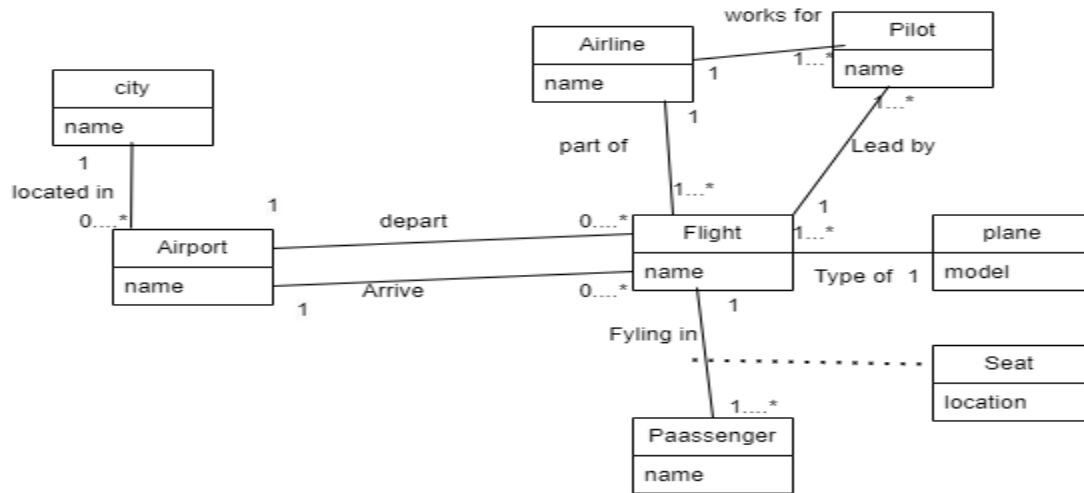 works for
Airline
name
1
1...*
Pilot
name
city
name
1
located in
0....*
1
part of
1...*
1...*
Lead by
1
Airport
name
1
depart
0....*
Arrive
1
0....*
Flight
name
1...*
Type of 1
plane
model
1
Fyling in
Seat
location
1....*
Paassenger
name